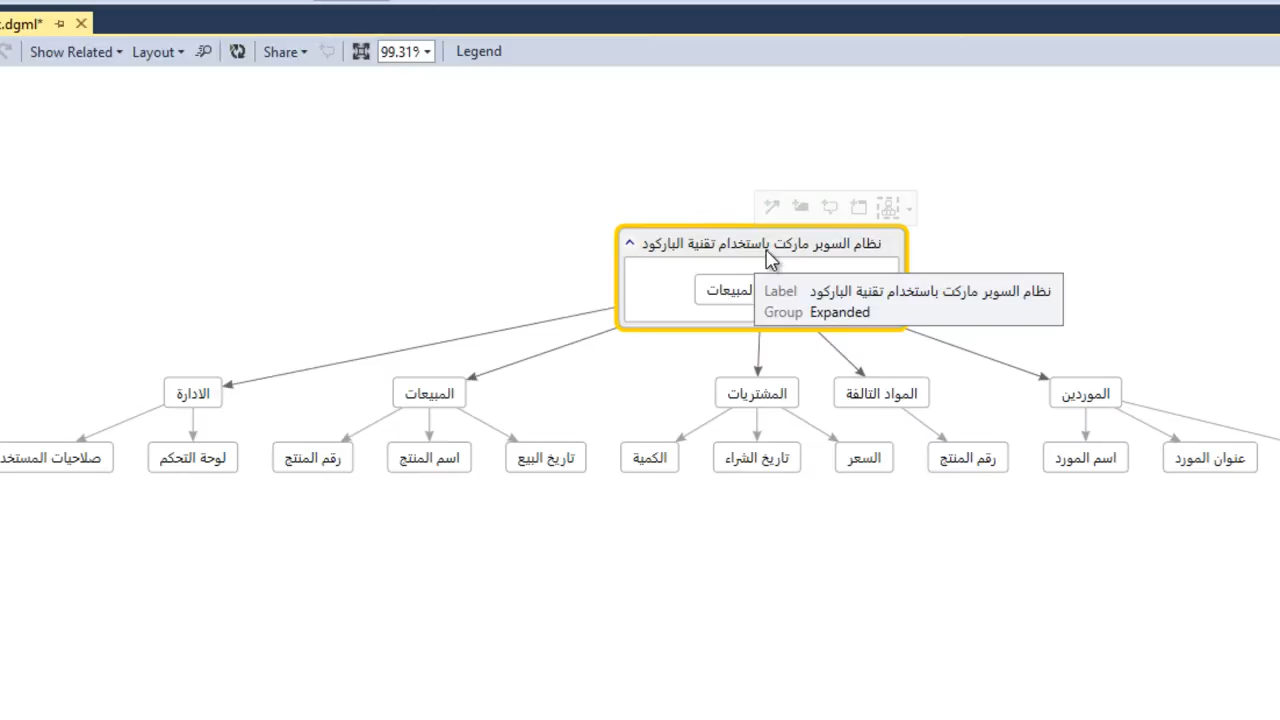 .dgml*
Show Related Layout Share 99.319 Legend
نظام السوبر ماركت باستخدام تقنية الباركود
المبيعات
Label نظام السوبر ماركت باستخدام تقنية الباركود
Group Expanded
الادارة المبيعات المشتريات المواد التالفة الموردين
لوحة التحكم رقم المنتج اسم المنتج تاريخ البيع الكمية تاريخ الشراء السعر رقم المنتج اسم المورد عنوان المورد